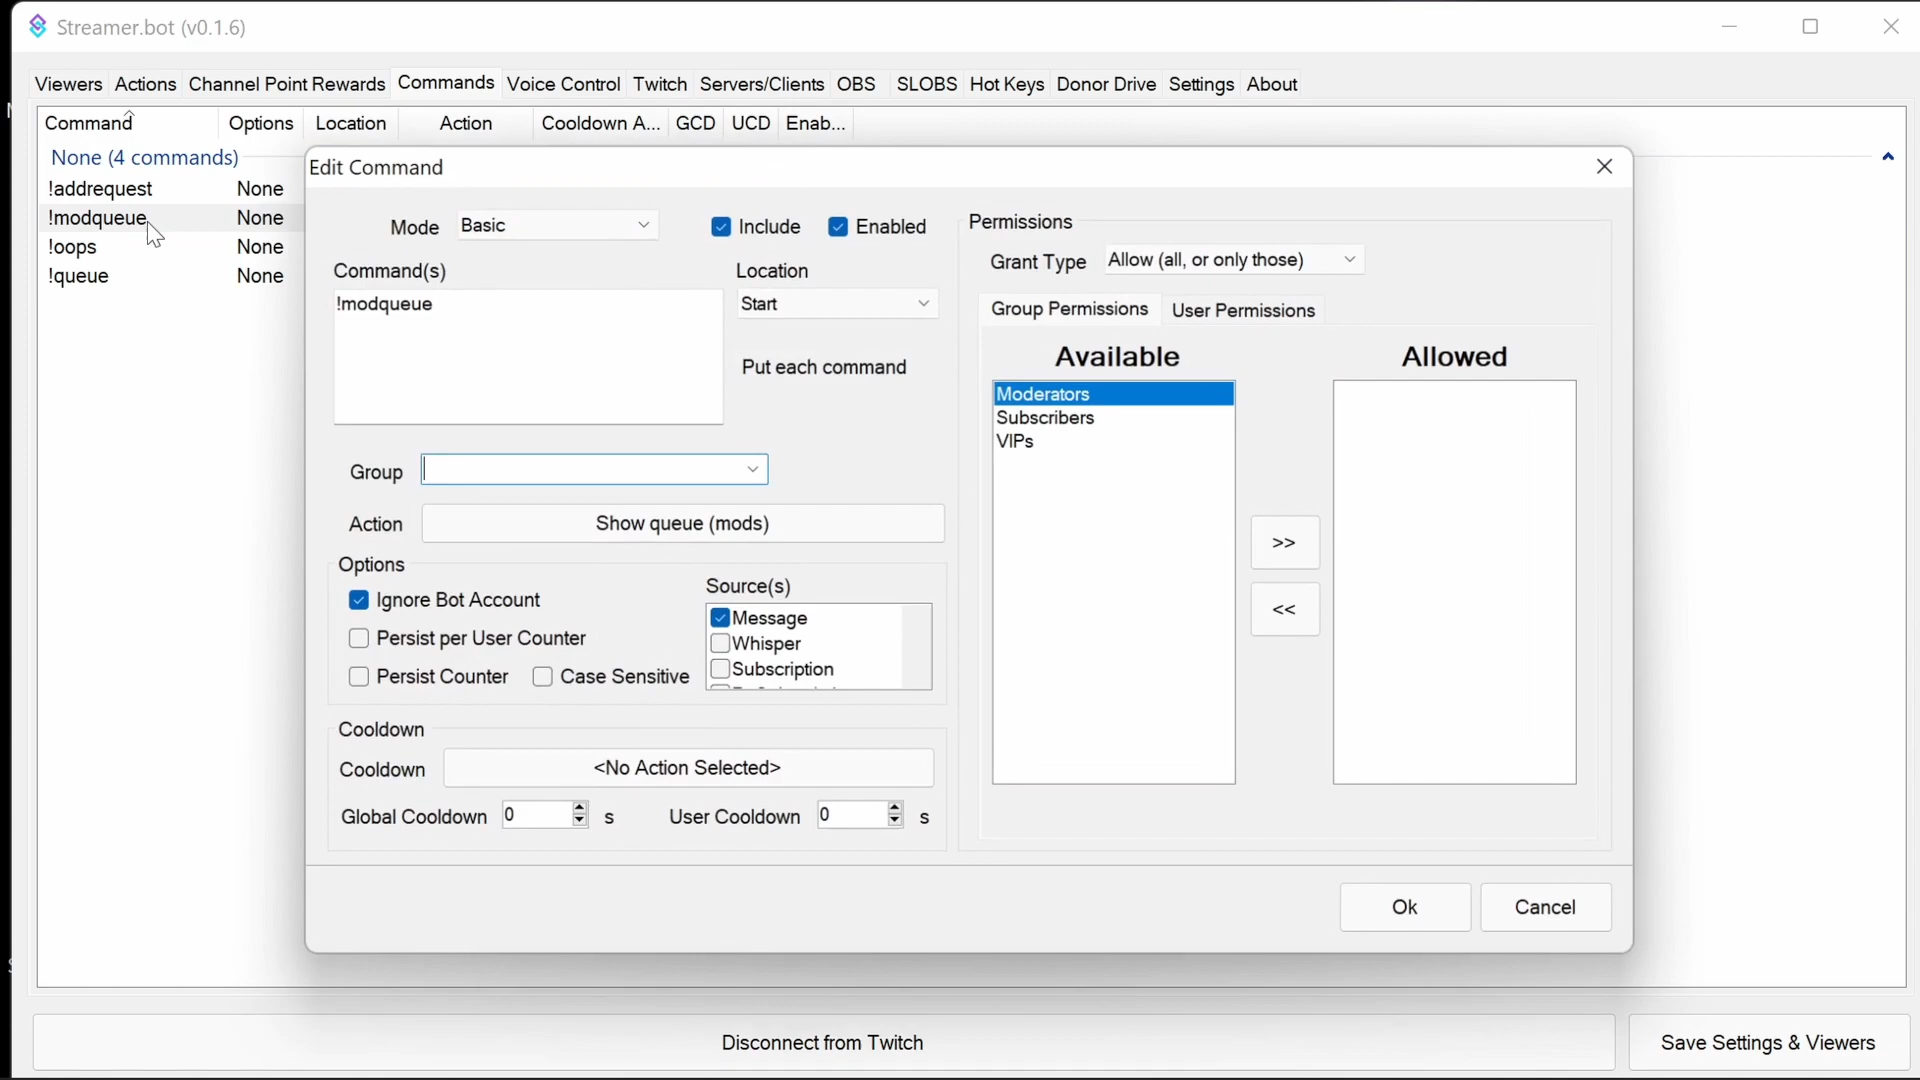 Streamer.bot (v0.1.6)
Viewers Actions Channel Point Rewards Commands Voice Control Twitch Servers/Clients OBS SLOBS Hot Keys Donor Drive Settings About
Command Options Location Action Cooldown A... GCD UCD Enab...
None (4 commands)
!addrequest None
!modqueue None
!oops None
!queue None
Edit Command
Mode Basic Include Enabled
Command(s) Location
!modqueue Start
Put each command
Group
Action Show queue (mods)
Options
Ignore Bot Account
Persist per User Counter
Persist Counter Case Sensitive
Source(s)
Message
Whisper
Subscription
Cooldown
Cooldown <No Action Selected>
Global Cooldown 0 s User Cooldown 0 s
Permissions
Grant Type Allow (all, or only those)
Group Permissions User Permissions
Available Allowed
Moderators
Subscribers
VIPs
>>
<<
Ok Cancel
Disconnect from Twitch Save Settings & Viewers